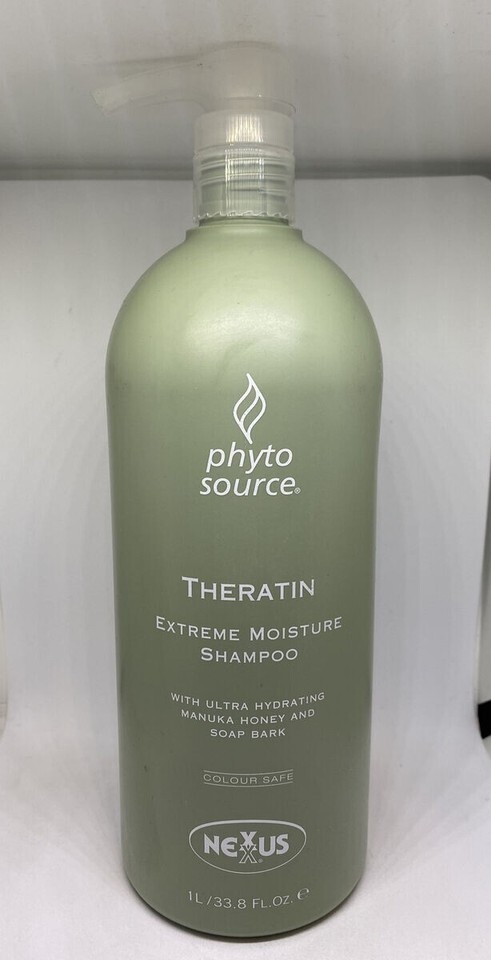 phyto
source®
THERATIN
EXTREME MOISTURE
SHAMPOO
WITH ULTRA HYDRATING
MANUKA HONEY AND
SOAP BARK
COLOUR SAFE
NEXXUS®
1L/33.8 FL.OZ. ℮